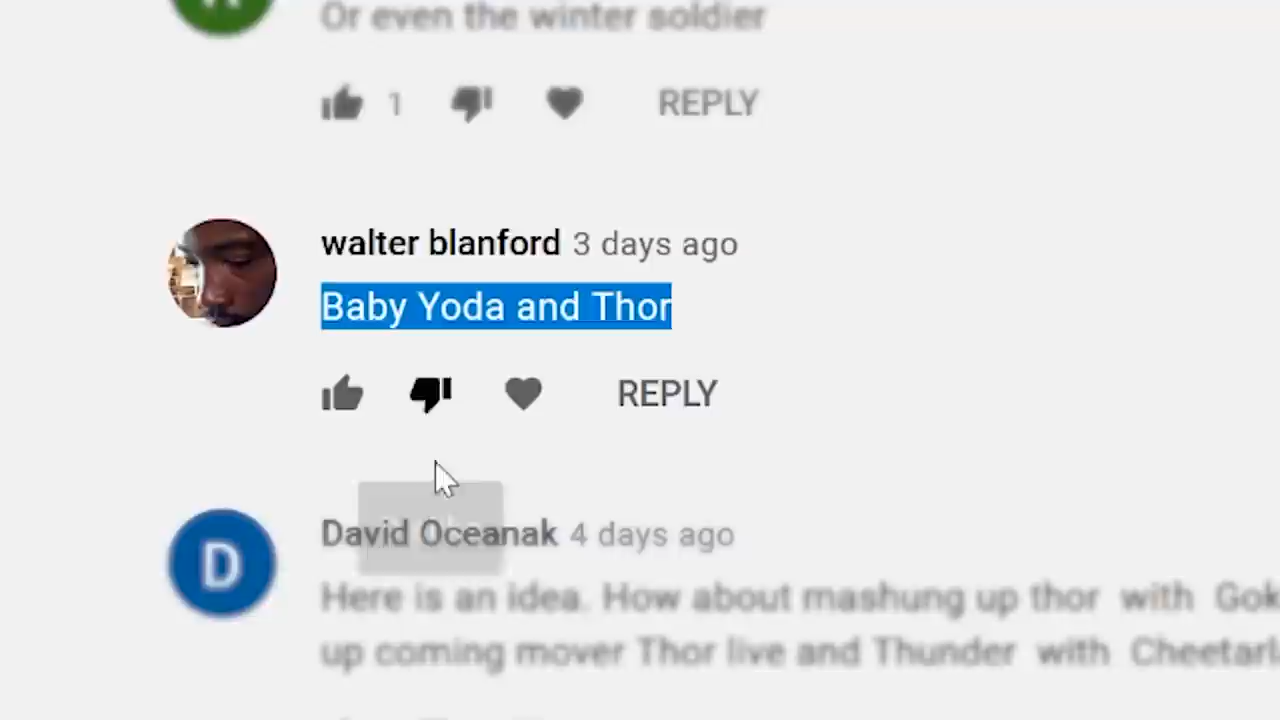 Or even the winter soldier
1 REPLY
walter blanford 3 days ago
Baby Yoda and Thor
REPLY
D
David Oceanak 4 days ago
Here is an idea. How about mashung up thor with
up coming mover Thor live and Thunder with